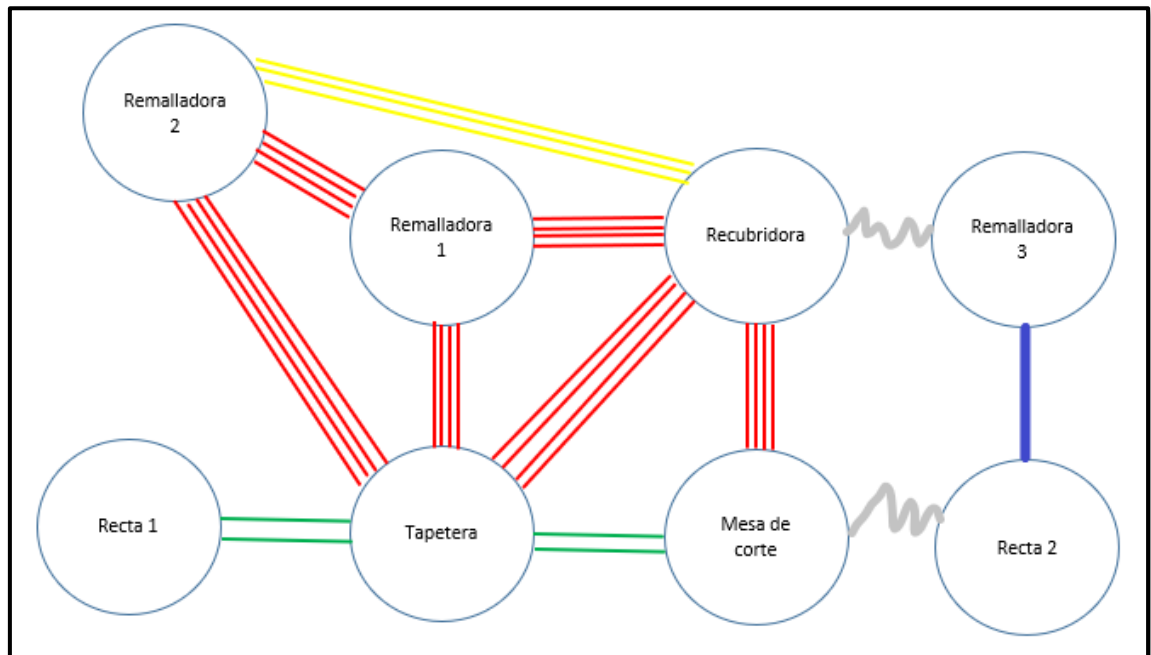 Remalladora
2
Remalladora
1
Recubridora
Remalladora
3
Recta 1
Tapetera
Mesa de
corte
Recta 2